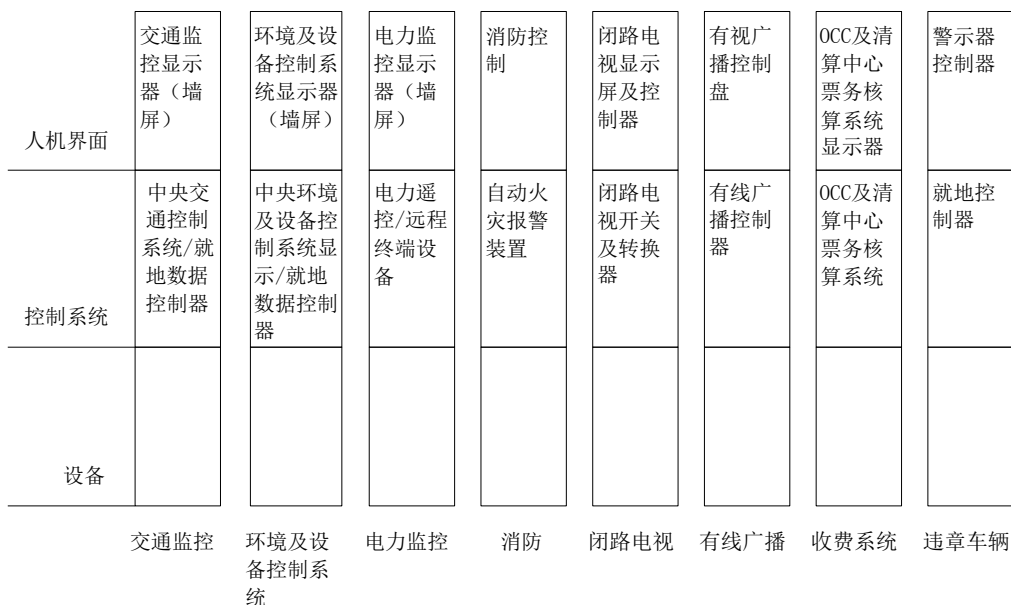 交通监
控显示
器（墙
屏）
环境及设
备控制系
统显示器
（墙屏）
电力监
控显示
器（墙
屏）
消防控
制
闭路电
视显示
屏及控
制器
有视广
播控制
盘
OCC及清
算中心
票务核
算系统
显示器
警示器
控制器
人机界面
中央交
通控制
系统/就
地数据
控制器
中央环境
及设备控
制系统显
示/就地
数据控制
器
电力遥
控/远程
终端设
备
自动火
灾报警
装置
闭路电
视开关
及转换
器
有线广
播控制
器
OCC及清
算中心
票务核
算系统
就地控
制器
控制系统
设备
交通监控
环境及设
备控制系
统
电力监控
消防
闭路电视
有线广播
收费系统
违章车辆